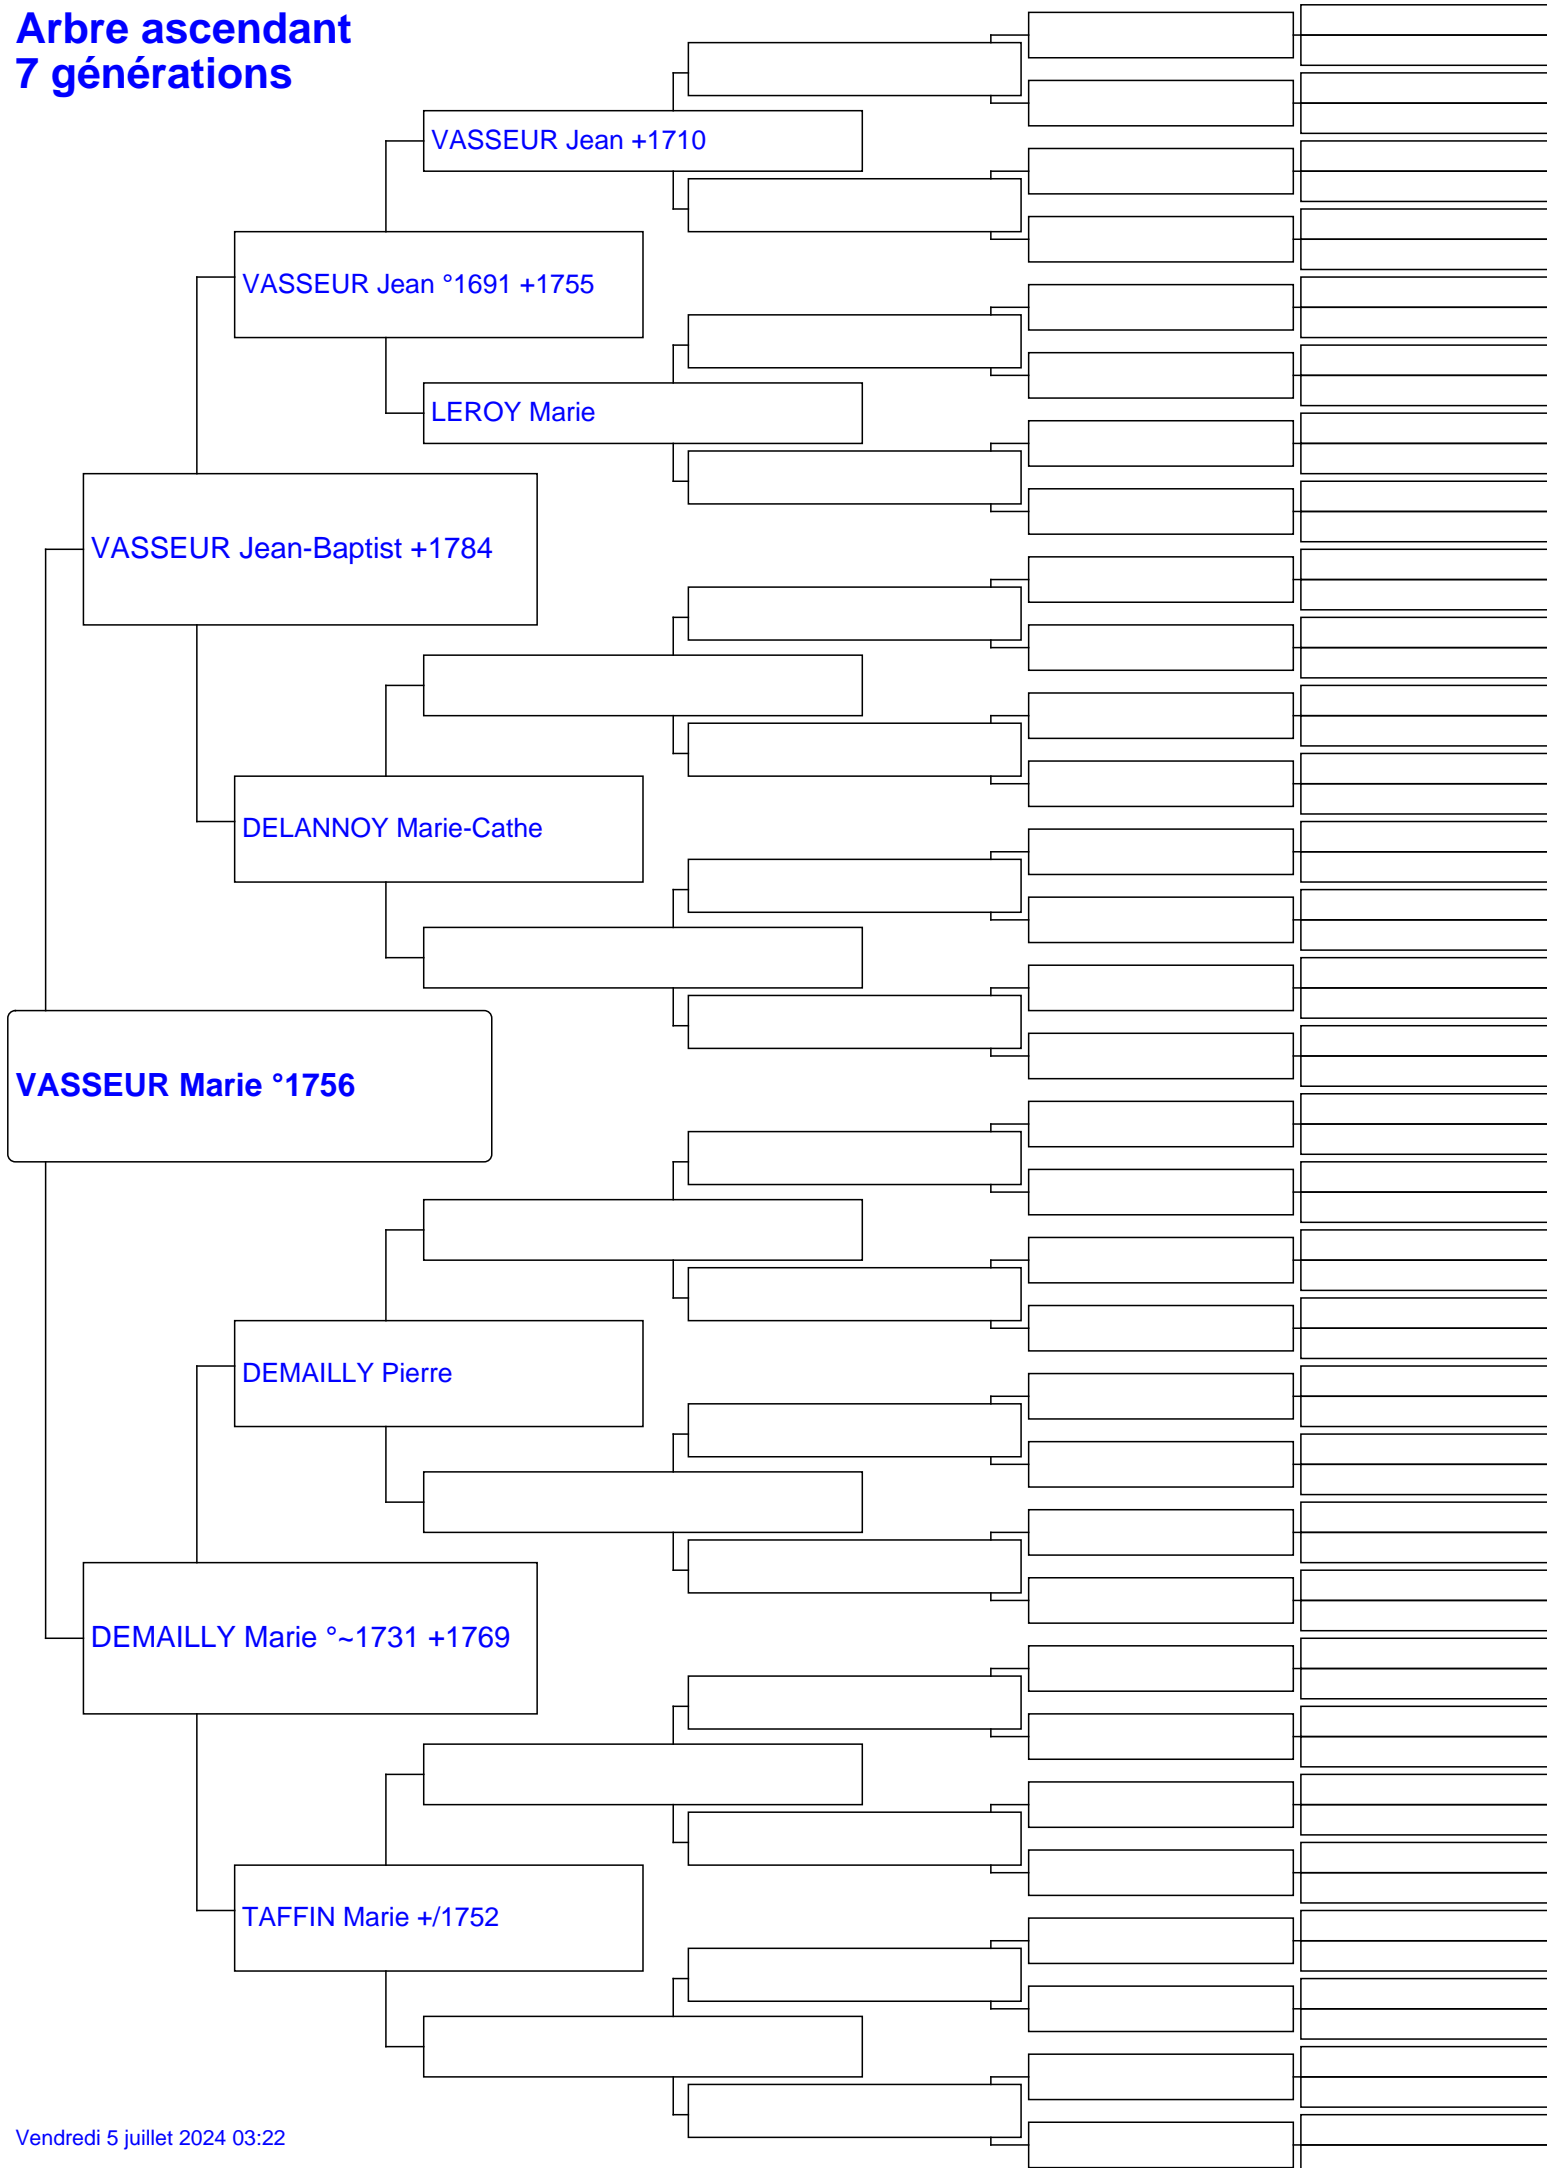 Arbre ascendant
7 générations
VASSEUR Jean +1710
VASSEUR Jean °1691 +1755
LEROY Marie
VASSEUR Jean-Baptist +1784
DELANNOY Marie-Cathe
VASSEUR Marie °1756
DEMAILLY Pierre
DEMAILLY Marie °~1731 +1769
TAFFIN Marie +/1752
Vendredi 5 juillet 2024 03:22